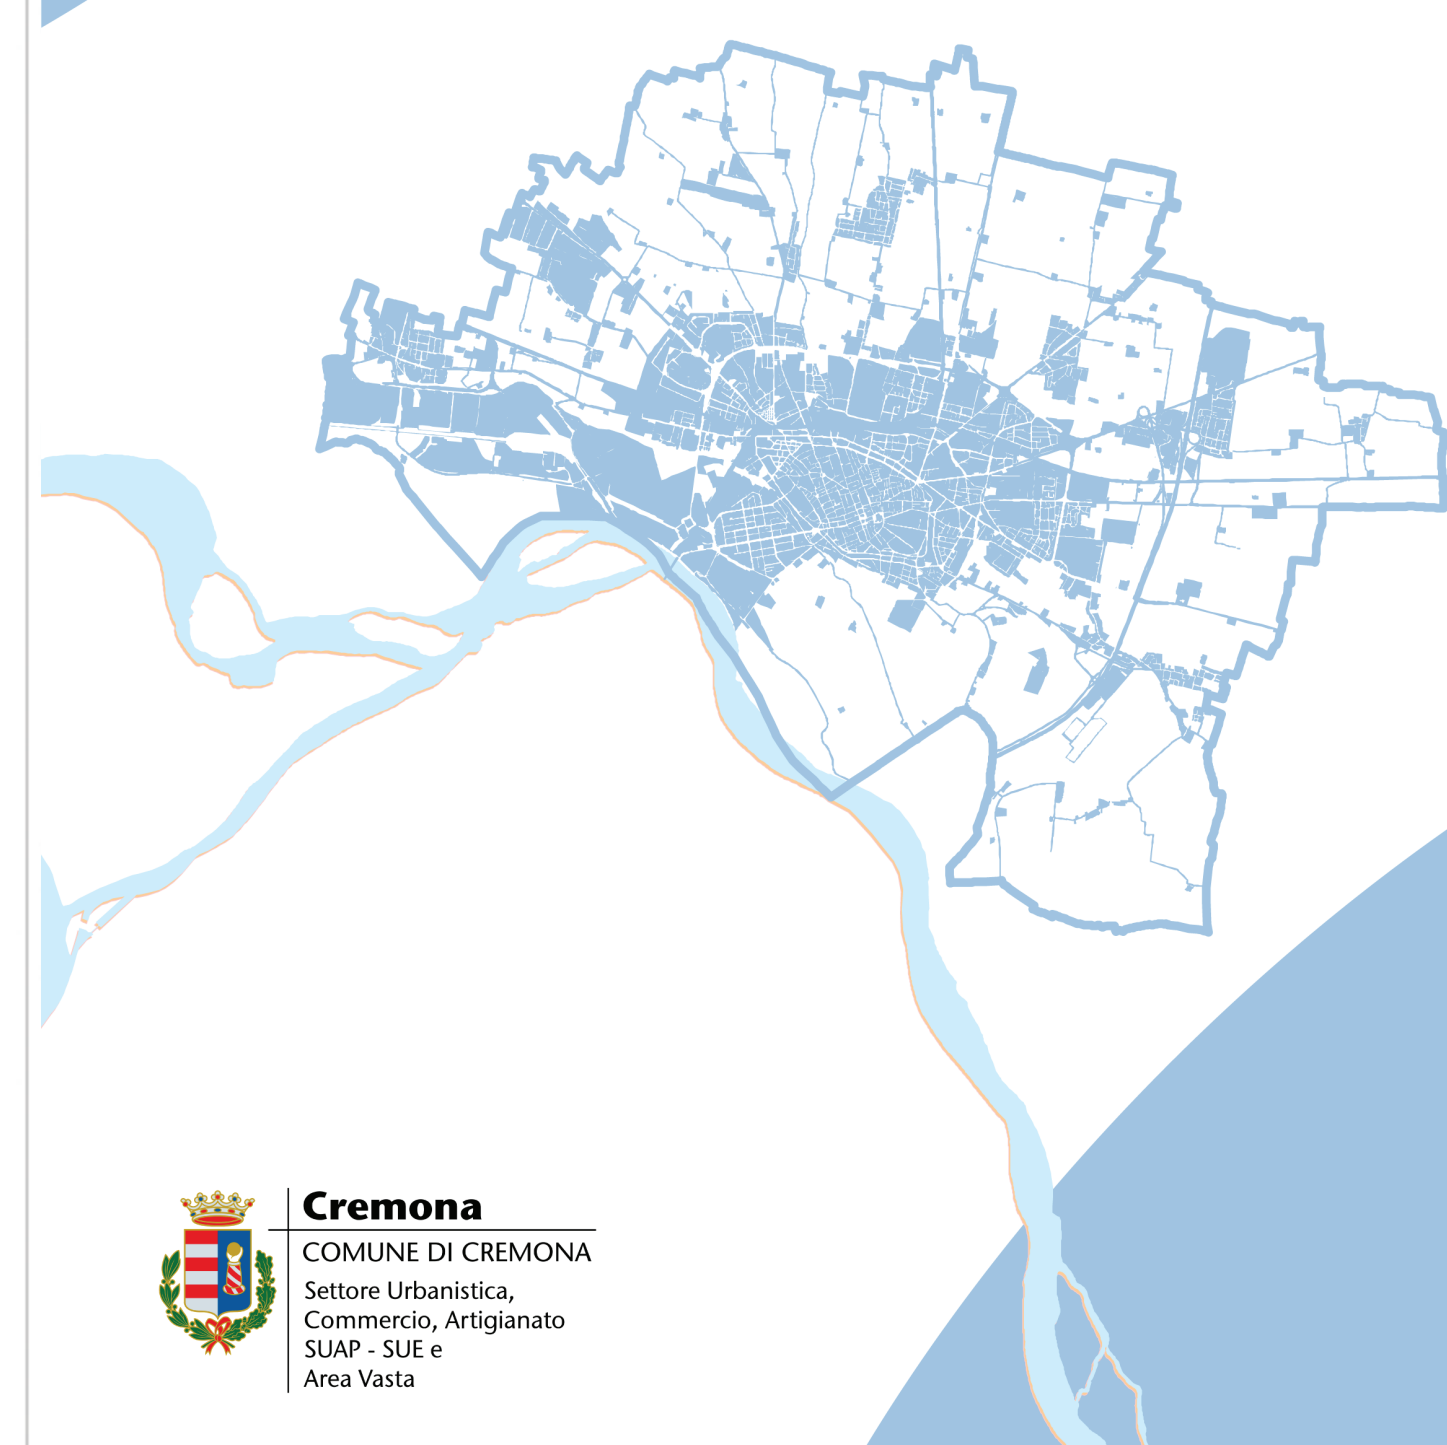 Cremona
COMUNE DI CREMONA
Settore Urbanistica,
Commercio, Artigianato
SUAP - SUE e
Area Vasta